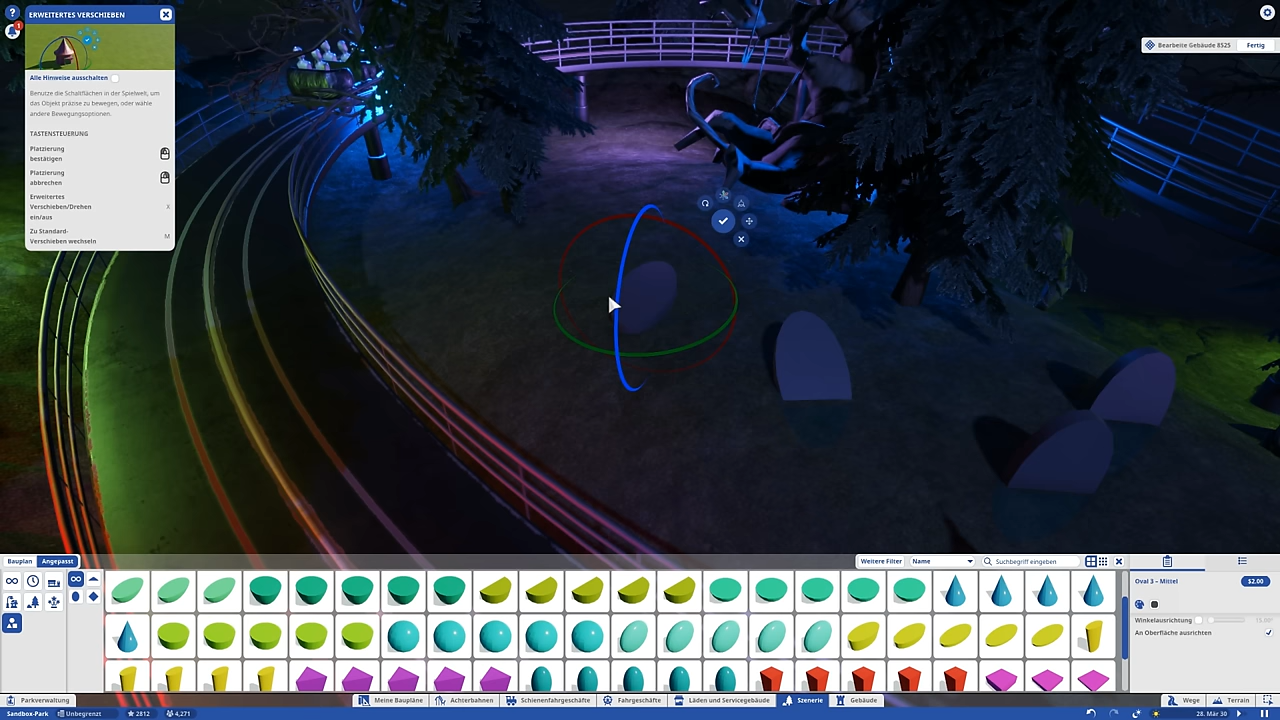 ?
1
ERWEITERTES VERSCHIEBEN
Alle Hinweise ausschalten
Benutze die Schaltflächen in der Spielwelt, um
das Objekt präzise zu bewegen, oder wähle
andere Bewegungsoptionen.
TASTENSTEUERUNG
Platzierung
bestätigen
Platzierung
abbrechen
Erweitertes
Verschieben/Drehen
ein/aus
X
Zu Standard-
Verschieben wechseln
M
Bearbeite Gebäude 8525
Fertig
Bauplan
Angepasst
Weitere Filter
Name
Suchbegriff eingeben
Oval 3 – Mittel
$2.00
Winkelausrichtung
15.00°
An Oberfläche ausrichten
Parkverwaltung
Meine Baupläne
Achterbahnen
Schienenfahrgeschäfte
Fahrgeschäfte
Läden und Servicegebäude
Szenerie
Gebäude
Wege
Terrain
Sandbox-Park
Unbegrenzt
2812
4,271
28. Mär 30